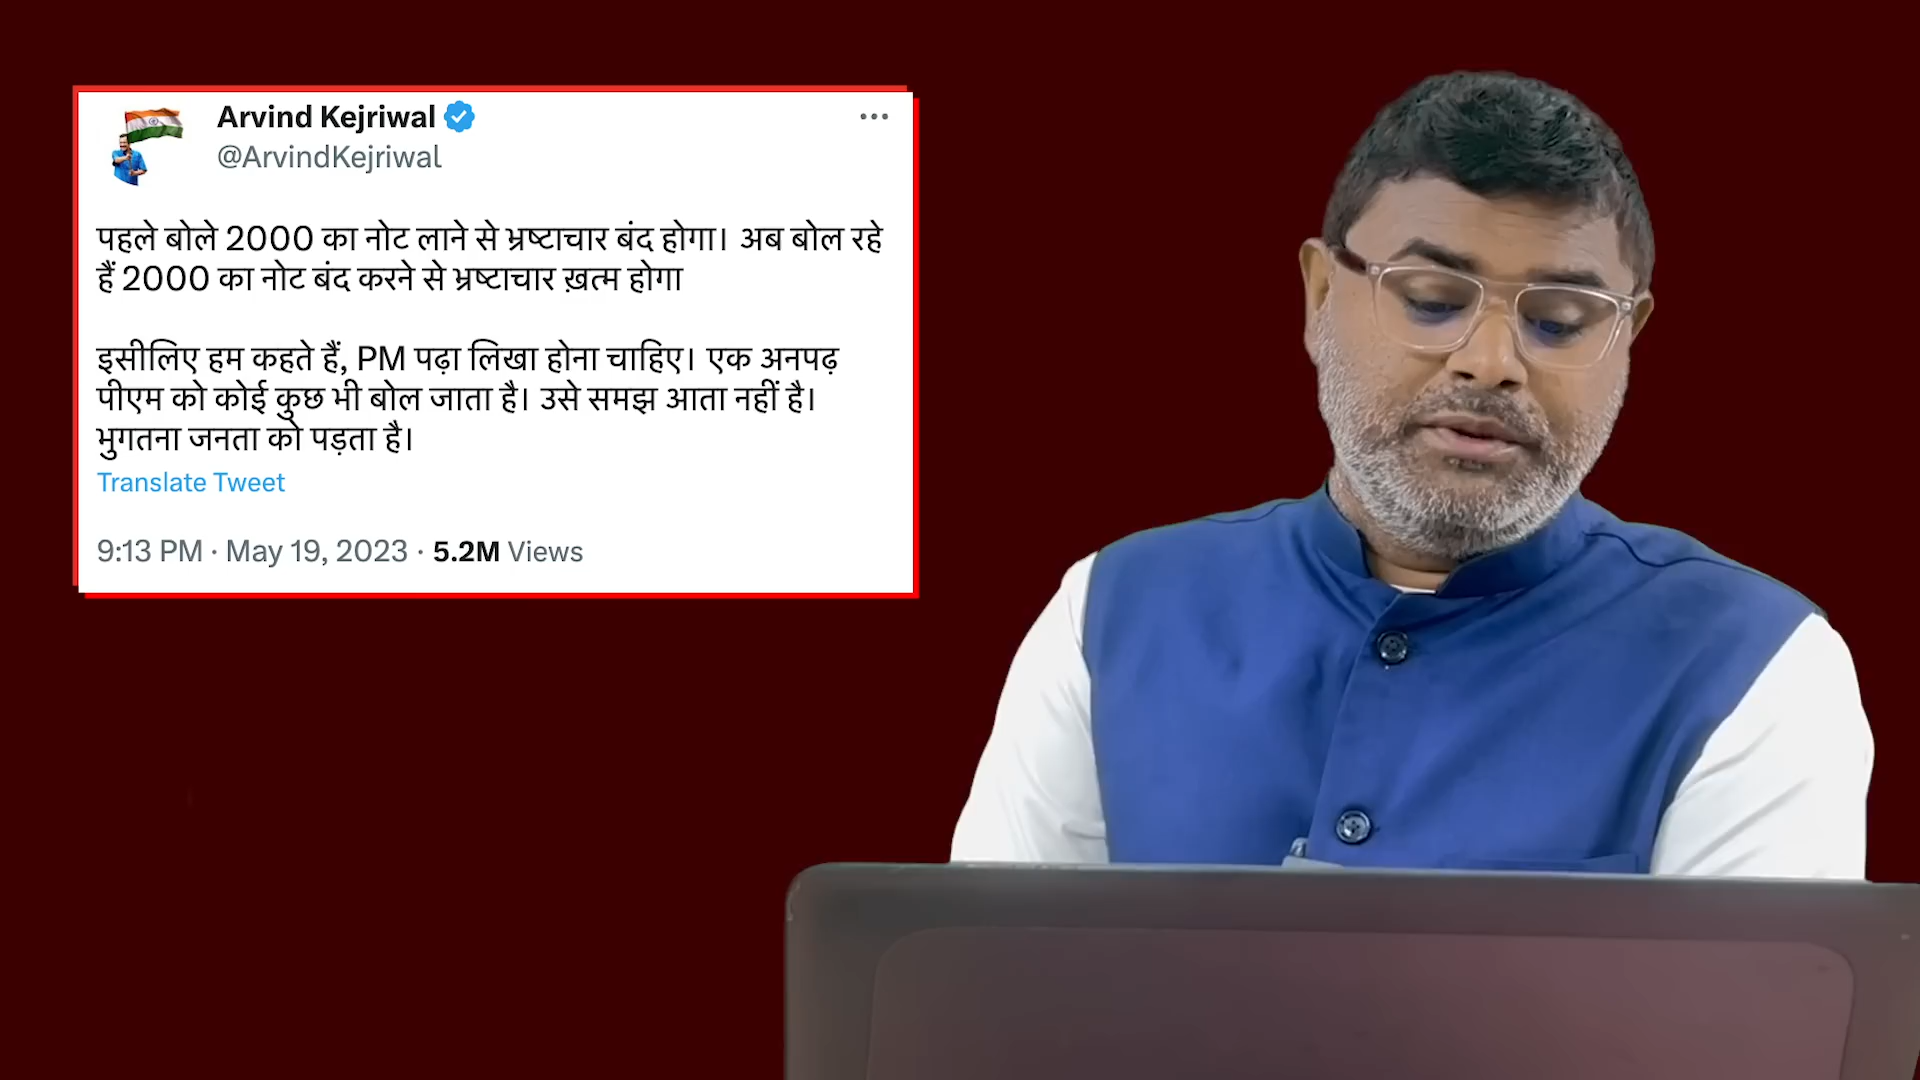 Arvind Kejriwal
@ArvindKejriwal
पहले बोले 2000 का नोट लाने से भ्रष्टाचार बंद होगा। अब बोल रहे
हैं 2000 का नोट बंद करने से भ्रष्टाचार ख़त्म होगा
इसीलिए हम कहते हैं, PM पढ़ा लिखा होना चाहिए। एक अनपढ़
पीएम को कोई कुछ भी बोल जाता है। उसे समझ आता नहीं है।
भुगतना जनता को पड़ता है।
Translate Tweet
9:13 PM · May 19, 2023 · 5.2M Views